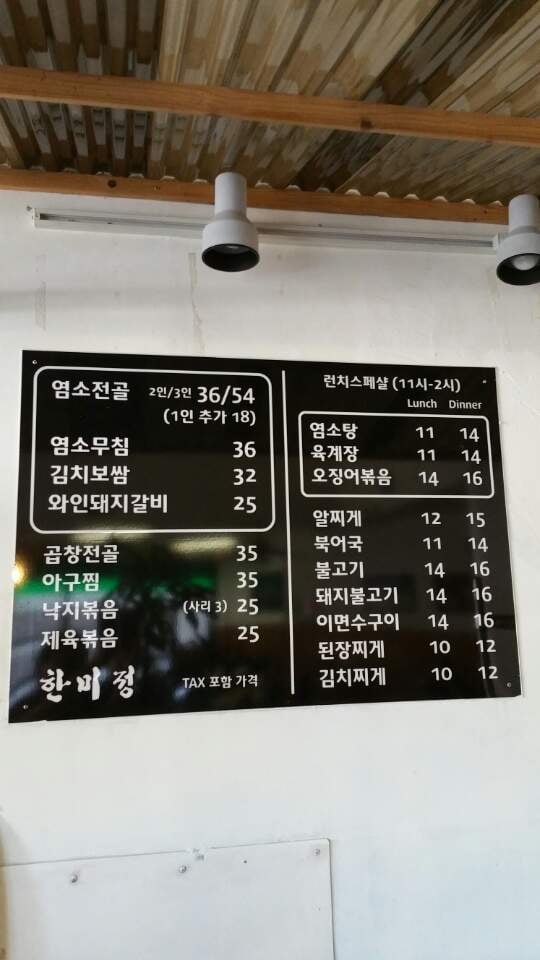 염소전골 2인/3인 36/54
(1인 추가 18)
염소무침 36
김치보쌈 32
와인돼지갈비 25
곱창전골 35
아구찜 35
낙지볶음 (사리 3) 25
제육볶음 25
한미정 TAX 포함 가격
런치스페샬 (11시-2시)
Lunch Dinner
염소탕 11 14
육계장 11 14
오징어볶음 14 16
알찌게 12 15
북어국 11 14
불고기 14 16
돼지불고기 14 16
이면수구이 14 16
된장찌게 10 12
김치찌게 10 12